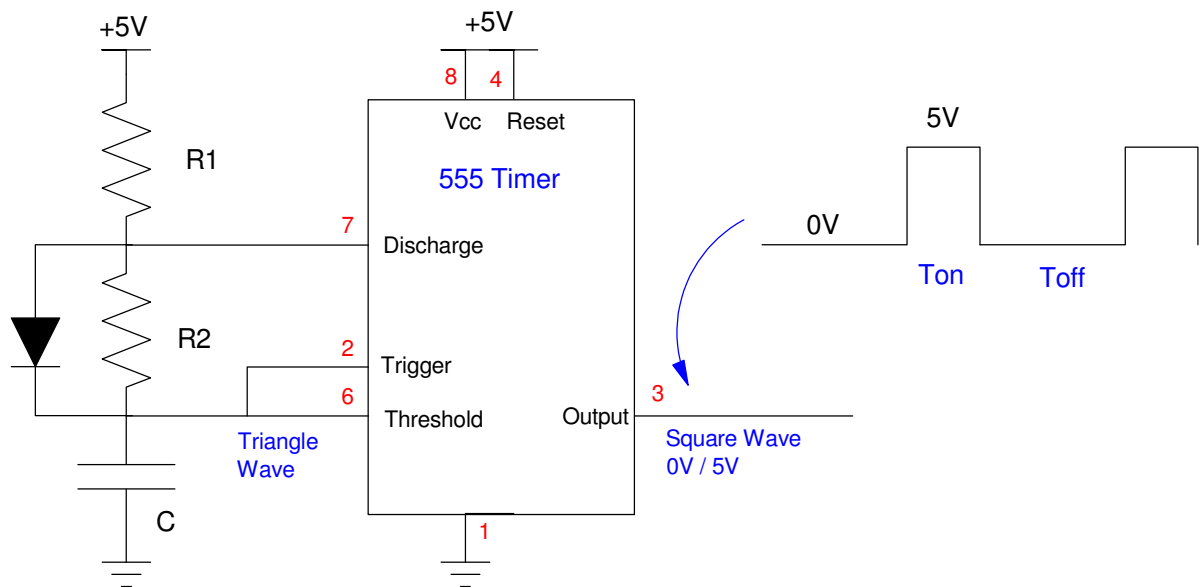 +5V
+5V
8
4
Vcc
Reset
R1
555 Timer
5V
7
Discharge
0V
Ton
Toff
R2
2
Trigger
6
Threshold
3
Output
Triangle
Wave
Square Wave
0V / 5V
C
1